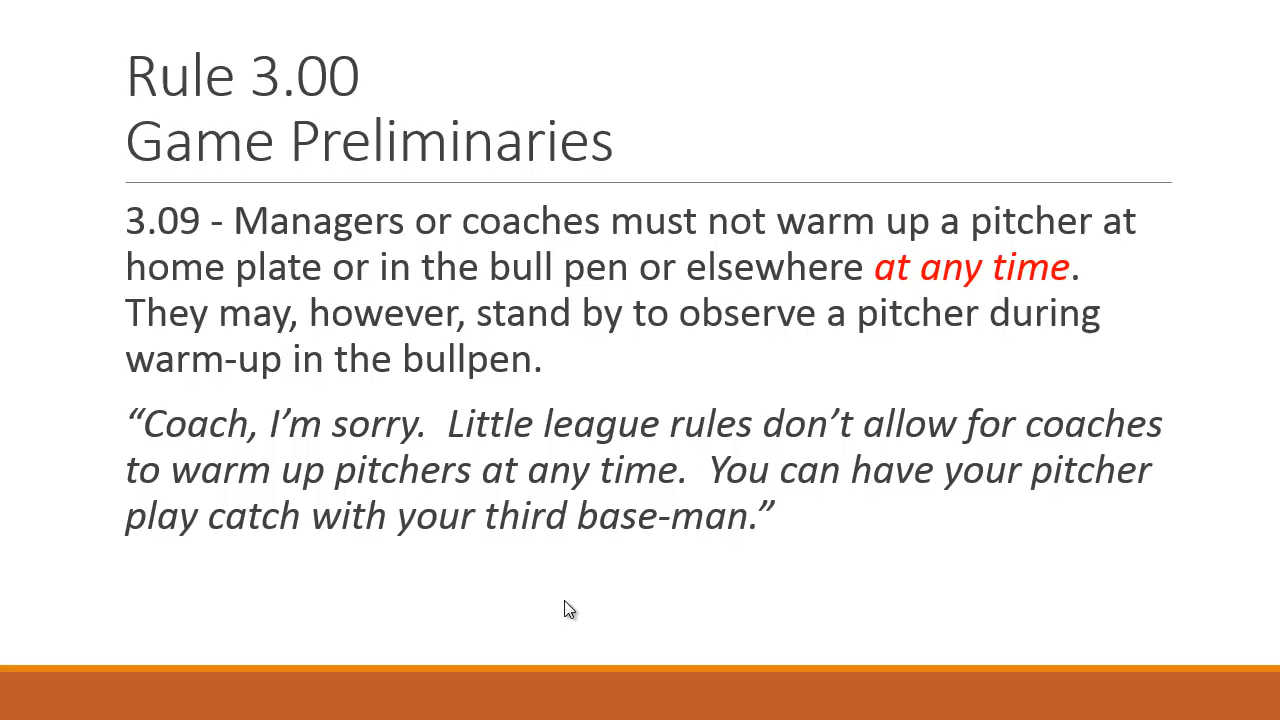 Rule 3.00
Game Preliminaries
3.09 - Managers or coaches must not warm up a pitcher at
home plate or in the bull pen or elsewhere at any time.
They may, however, stand by to observe a pitcher during
warm-up in the bullpen.
“Coach, I’m sorry.  Little league rules don’t allow for coaches
to warm up pitchers at any time.  You can have your pitcher
play catch with your third base-man.”